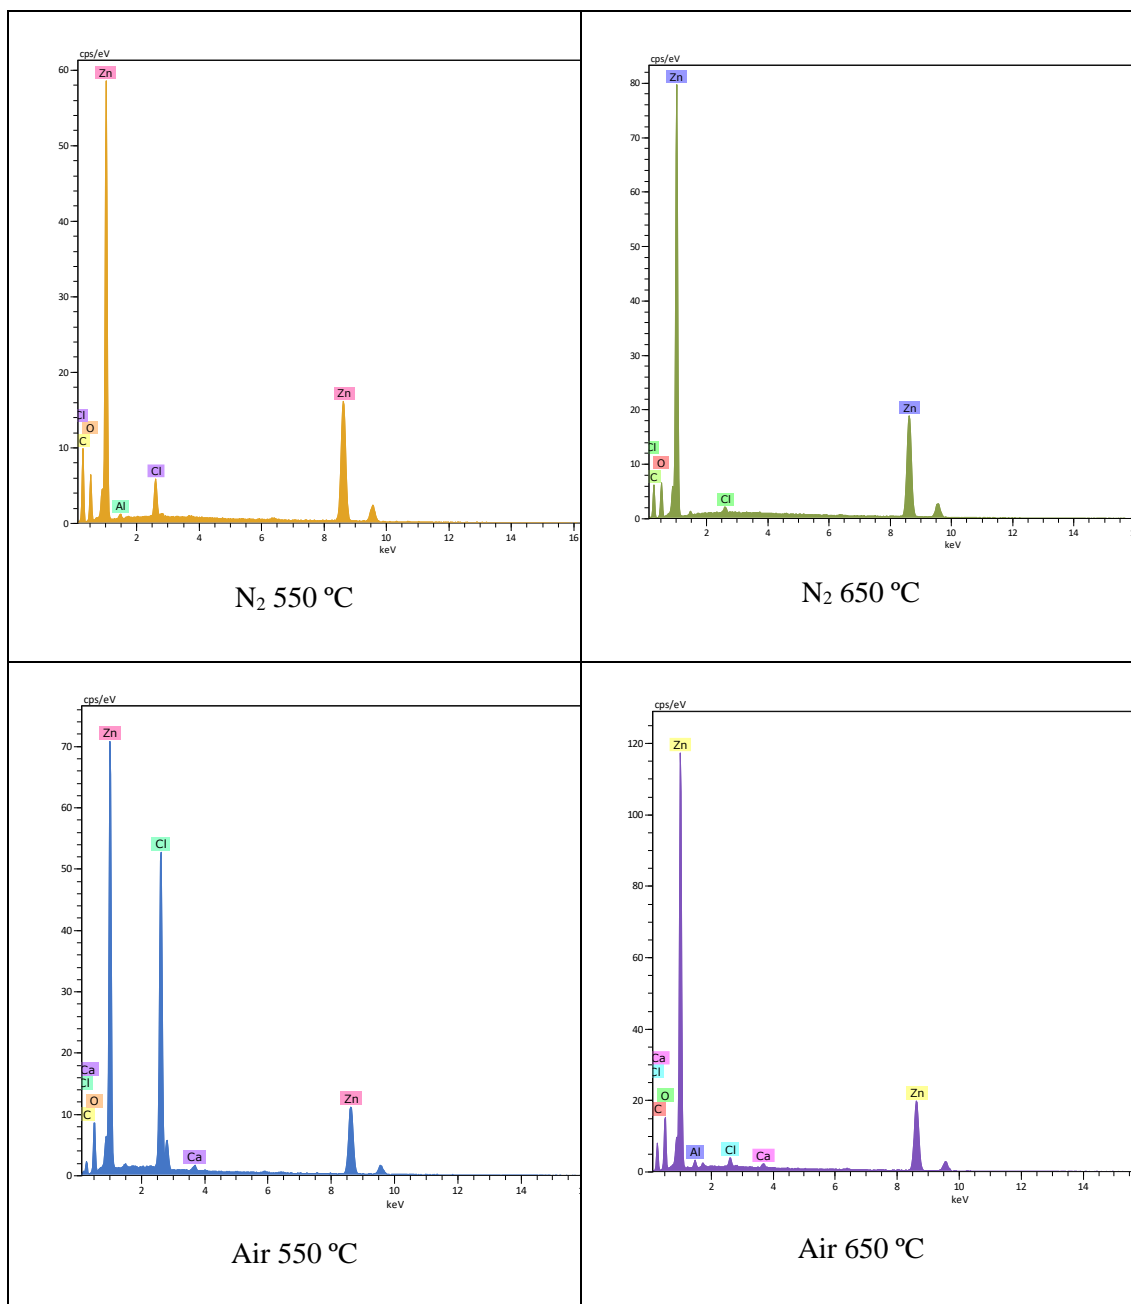 cps/eV
60
50
40
30
20
10
0
Zn
Cl
O
C
Al
Cl
Zn
2 4 6 8 10 12 14 16
keV
N₂ 550 ºC
cps/eV
80
70
60
50
40
30
20
10
0
Zn
Cl
O
C
Cl
Zn
2 4 6 8 10 12 14
keV
N₂ 650 ºC
cps/eV
70
60
50
40
30
20
10
0
Zn
Cl
Ca
Cl
O
C
Ca
Zn
2 4 6 8 10 12 14
keV
Air 550 ºC
cps/eV
120
100
80
60
40
20
0
Zn
Ca
Cl
O
C
Al
Cl
Ca
Zn
2 4 6 8 10 12 14
keV
Air 650 ºC